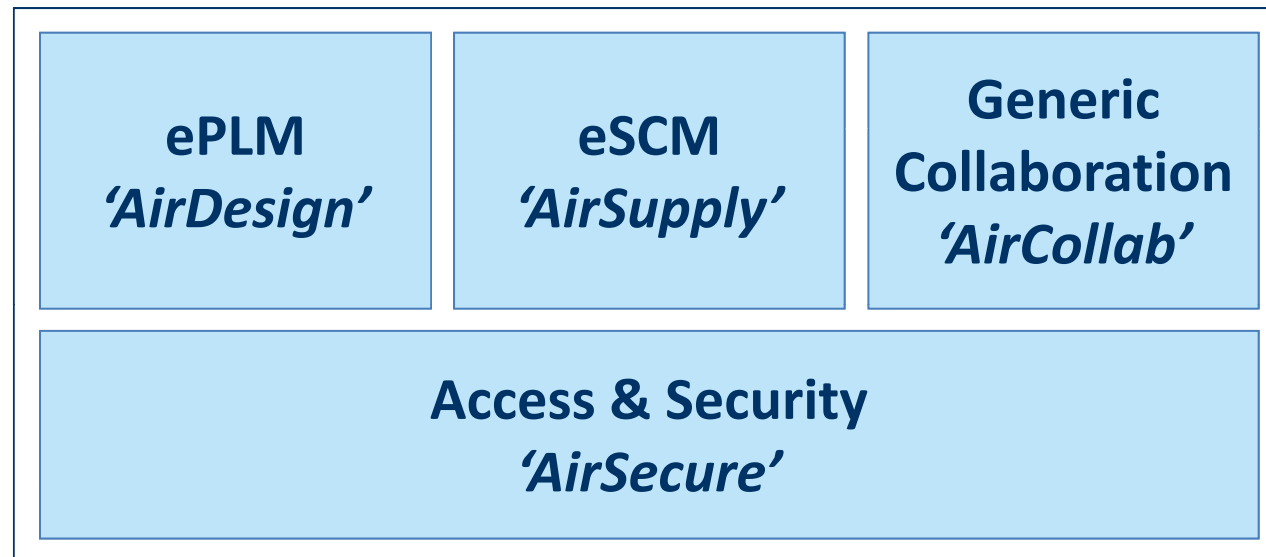 ePLM
‘AirDesign’
eSCM
‘AirSupply’
Generic
Collaboration
‘AirCollab’
Access & Security
‘AirSecure’